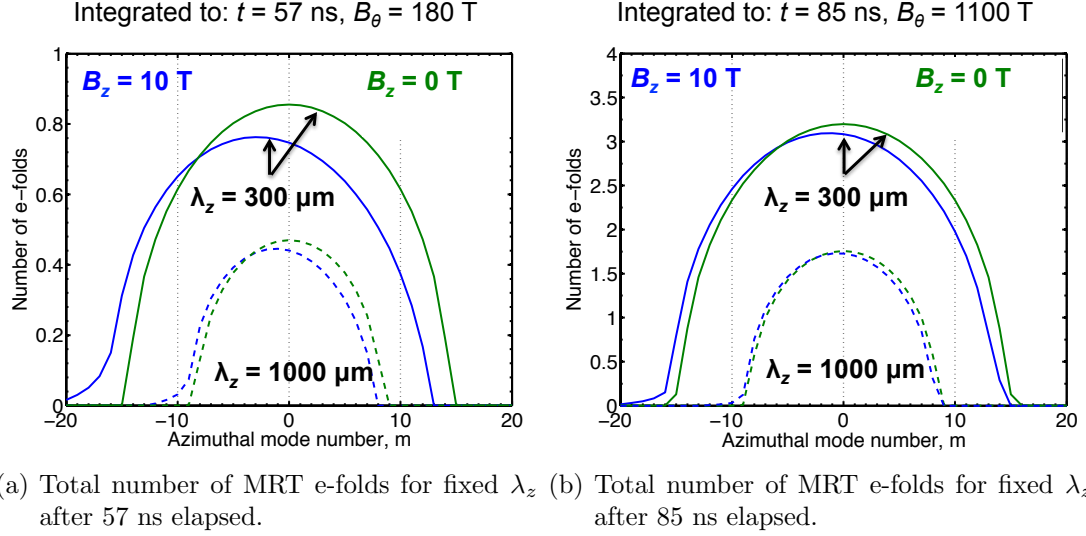 Integrated to: t = 57 ns, Bθ = 180 T
Integrated to: t = 85 ns, Bθ = 1100 T
Bz = 10 T
Bz = 0 T
λz = 300 μm
λz = 1000 μm
Number of e−folds
1
0.8
0.6
0.4
0.2
0
−20
−10
0
10
20
Azimuthal mode number, m
Bz = 10 T
Bz = 0 T
λz = 300 μm
λz = 1000 μm
Number of e−folds
4
3.5
3
2.5
2
1.5
1
0.5
0
−20
−10
0
10
20
Azimuthal mode number, m
a) Total number of MRT e-folds for fixed λz
after 57 ns elapsed.
(b) Total number of MRT e-folds for fixed λz
after 85 ns elapsed.